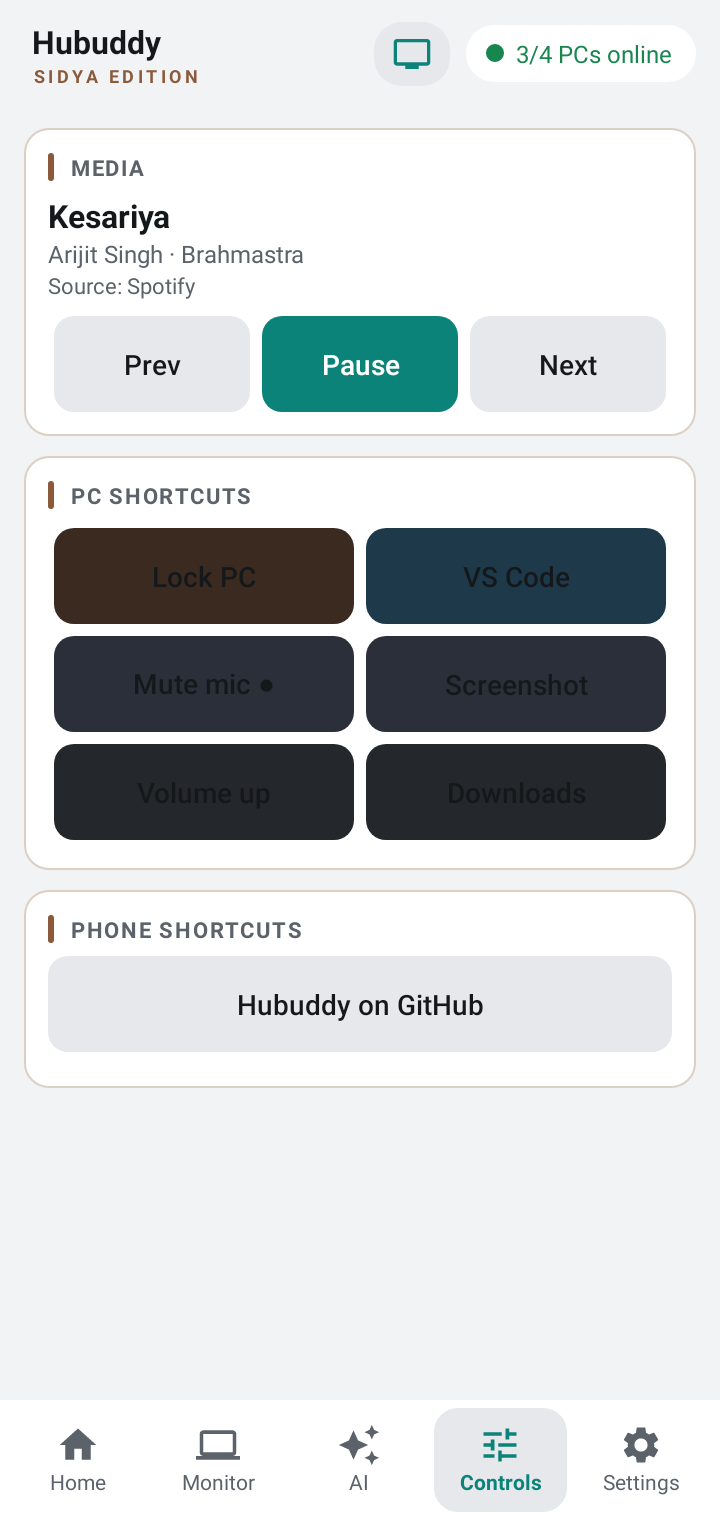 Hubuddy
SIDYA EDITION
3/4 PCs online
MEDIA
Kesariya
Arijit Singh · Brahmastra
Source: Spotify
Prev
Pause
Next
PC SHORTCUTS
Lock PC
VS Code
Mute mic ●
Screenshot
Volume up
Downloads
PHONE SHORTCUTS
Hubuddy on GitHub
Home
Monitor
AI
Controls
Settings